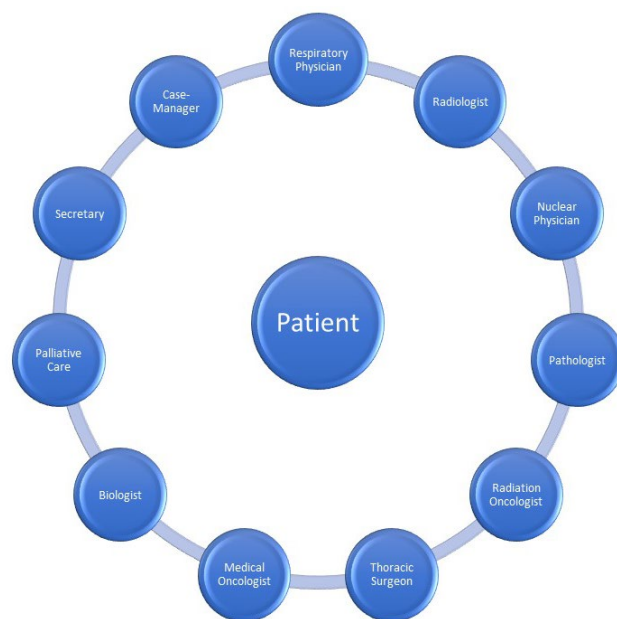 Respiratory
Physician
Radiologist
Nuclear
Physician
Pathologist
Radiation
Oncologist
Thoracic
Surgeon
Medical
Oncologist
Biologist
Palliative
Care
Secretary
Case-
Manager
Patient